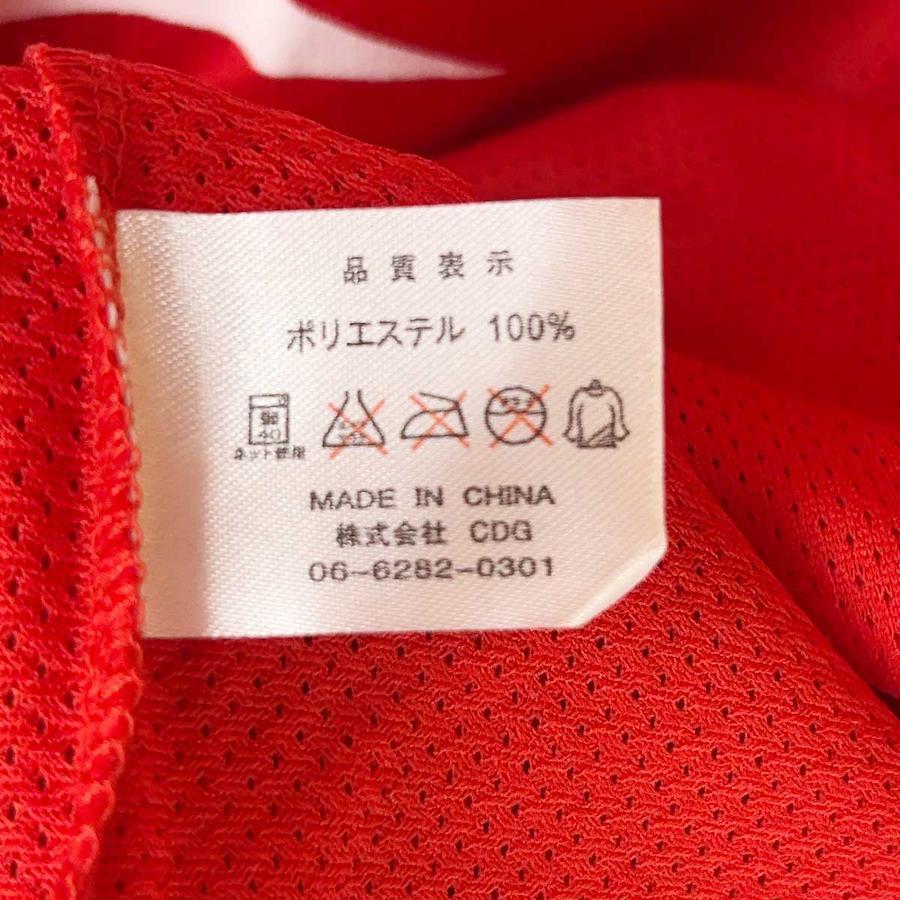 品質表示
ポリエステル 100%
40
ネット使用
MADE IN CHINA
株式会社 CDG
06-6282-0301